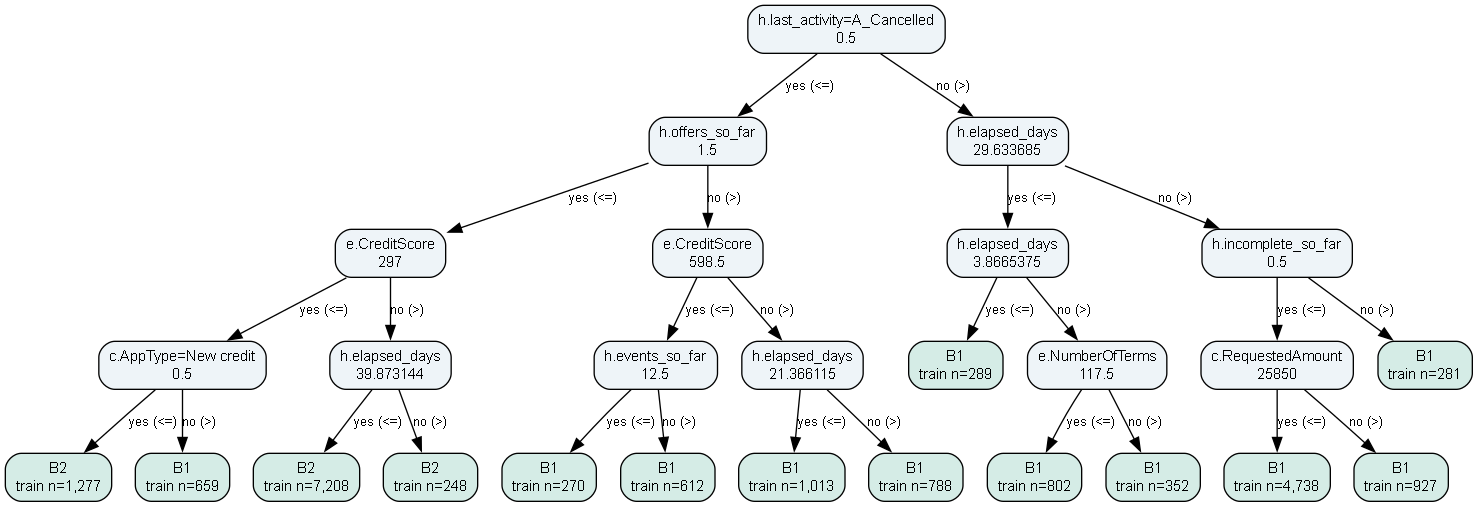 h.last_activity=A_Cancelled
0.5
yes (<=)
no (>)
h.offers_so_far
1.5
h.elapsed_days
29.633685
yes (<=)
no (>)
yes (<=)
no (>)
e.CreditScore
297
e.CreditScore
598.5
h.elapsed_days
3.8665375
h.incomplete_so_far
0.5
yes (<=)
no (>)
yes (<=)
no (>)
yes (<=)
no (>)
yes (<=)
no (>)
c.AppType=New credit
0.5
h.elapsed_days
39.873144
h.events_so_far
12.5
h.elapsed_days
21.366115
B1
train n=289
e.NumberOfTerms
117.5
c.RequestedAmount
25850
B1
train n=281
yes (<=)
no (>)
yes (<=)
no (>)
yes (<=)
no (>)
yes (<=)
no (>)
yes (<=)
no (>)
yes (<=)
no (>)
B2
train n=1,277
B1
train n=659
B2
train n=7,208
B2
train n=248
B1
train n=270
B1
train n=612
B1
train n=1,013
B1
train n=788
B1
train n=802
B1
train n=352
B1
train n=4,738
B1
train n=927